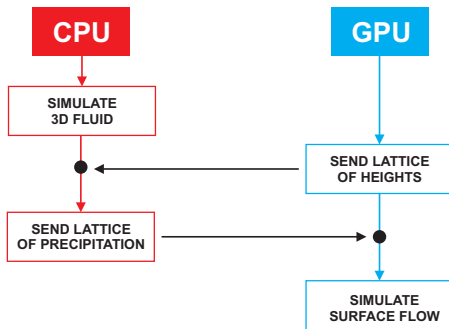 CPU
GPU
SIMULATE
3D FLUID
SEND LATTICE
OF HEIGHTS
SEND LATTICE
OF PRECIPITATION
SIMULATE
SURFACE FLOW